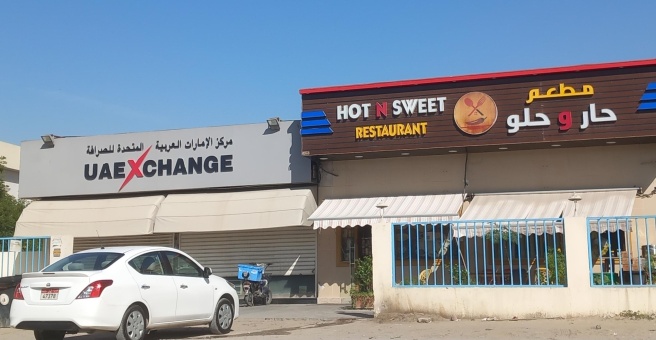 مركز الإمارات العربية المتحدة للصرافة
UAEXCHANGE
HOT N SWEET
RESTAURANT
مطعم
حار و حلو